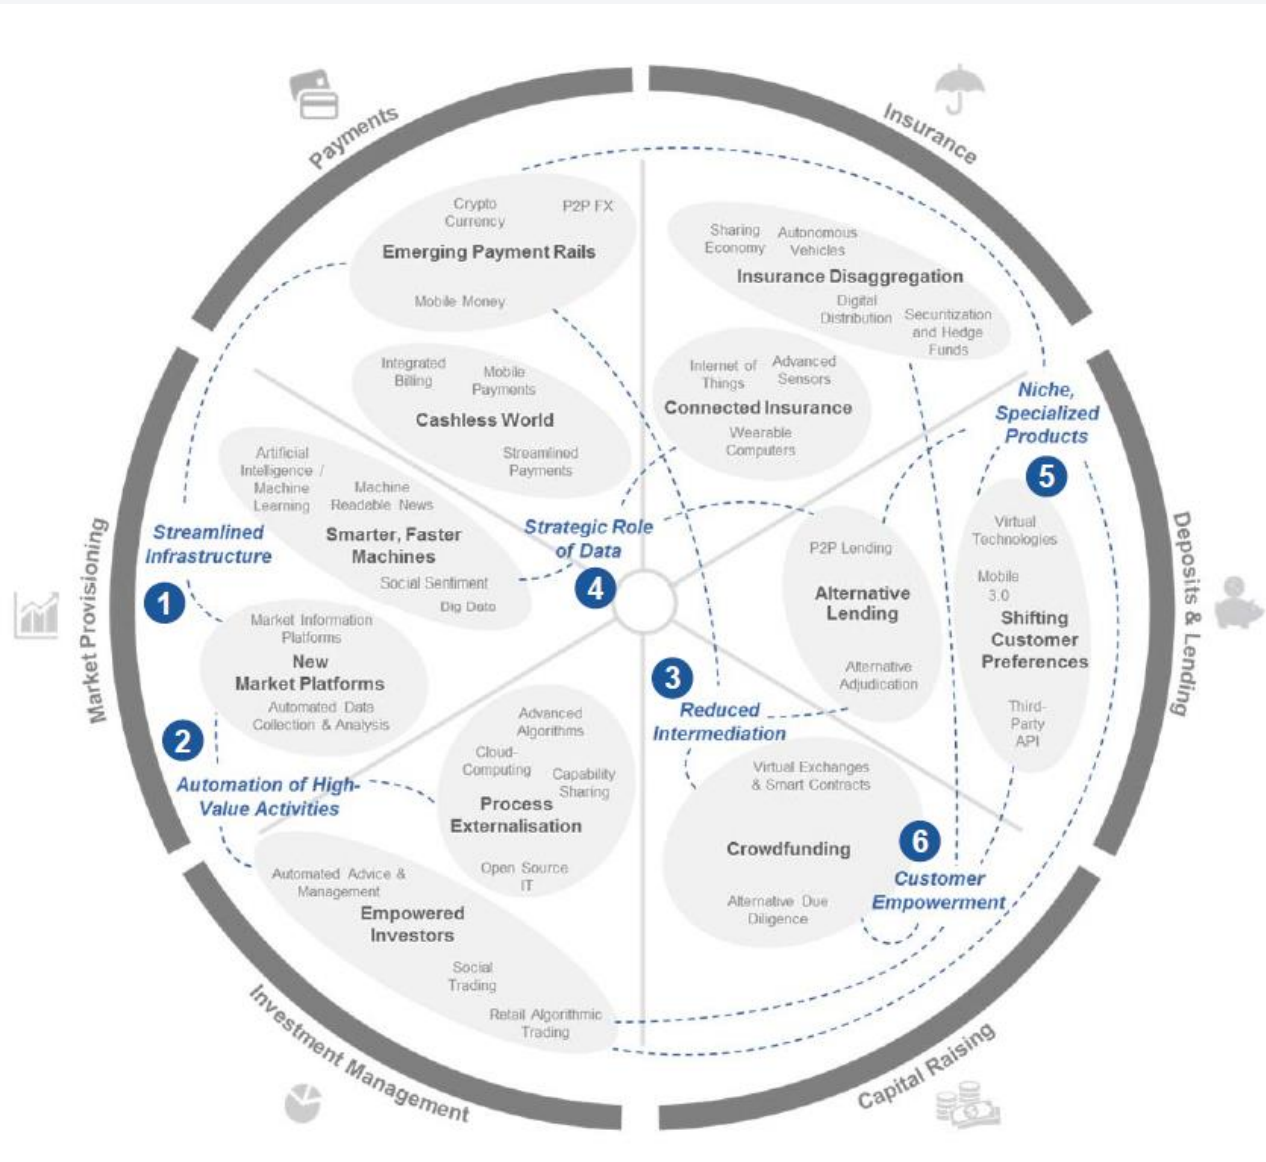 Payments
Insurance
Crypto
Currency
P2P FX
Emerging Payment Rails
Mobile Money
Sharing
Economy
Autonomous
Vehicles
Insurance Disaggregation
Digital
Distribution
Securitization
and Hedge
Funds
Integrated
Billing
Mobile
Payments
Cashless World
Streamlined
Payments
Internet of
Things
Advanced
Sensors
Connected Insurance
Wearable
Computers
Niche,
Specialized
Products
5
Artificial
Intelligence /
Machine
Learning
Machine
Readable News
Smarter, Faster
Machines
Social Sentiment
Big Data
Streamlined
Infrastructure
1
Strategic Role
of Data
4
P2P Lending
Alternative
Lending
Alternative
Adjudication
Virtual
Technologies
Mobile
3.0
Shifting
Customer
Preferences
Third-
Party
API
Market Provisioning
Deposits & Lending
Market Information
Platforms
New
Market Platforms
Automated Data
Collection & Analysis
2
Automation of High-
Value Activities
3
Reduced
Intermediation
Advanced
Algorithms
Cloud-
Computing
Capability
Sharing
Process
Externalisation
Open Source
IT
Virtual Exchanges
& Smart Contracts
Crowdfunding
Alternative Due
Diligence
6
Customer
Empowerment
Automated Advice &
Management
Empowered
Investors
Social
Trading
Retail Algorithmic
Trading
Investment Management
Capital Raising